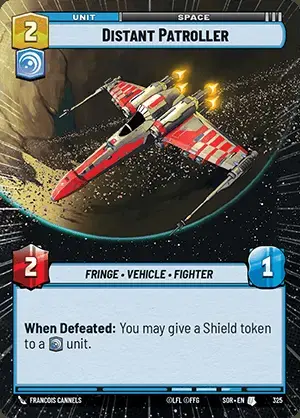 UNIT
SPACE
2
DISTANT PATROLLER
2
FRINGE • VEHICLE • FIGHTER
1
When Defeated: You may give a Shield token
to a unit.
FRANCOIS CANNELS
©LFL ©FFG
SOR • EN
U
325